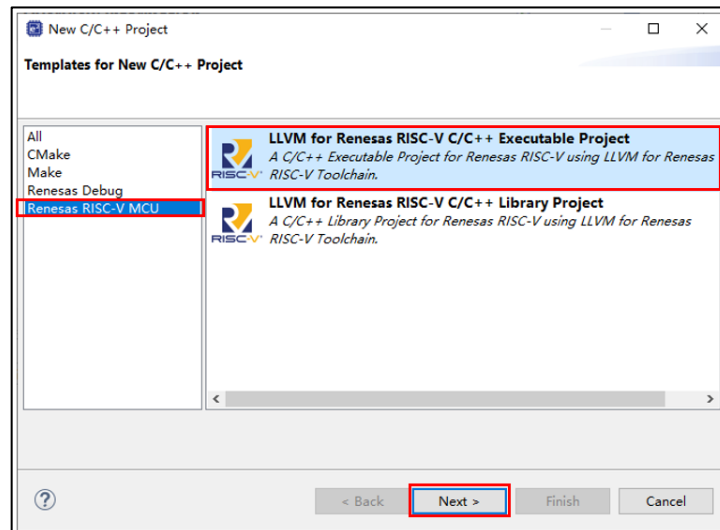 New C/C++ Project
Templates for New C/C++ Project
All
CMake
Make
Renesas Debug
Renesas RISC-V MCU
RISC-V
LLVM for Renesas RISC-V C/C++ Executable Project
A C/C++ Executable Project for Renesas RISC-V using LLVM for Renesas
RISC-V Toolchain.
RISC-V
LLVM for Renesas RISC-V C/C++ Library Project
A C/C++ Library Project for Renesas RISC-V using LLVM for Renesas
RISC-V Toolchain.
?
< Back
Next >
Finish
Cancel